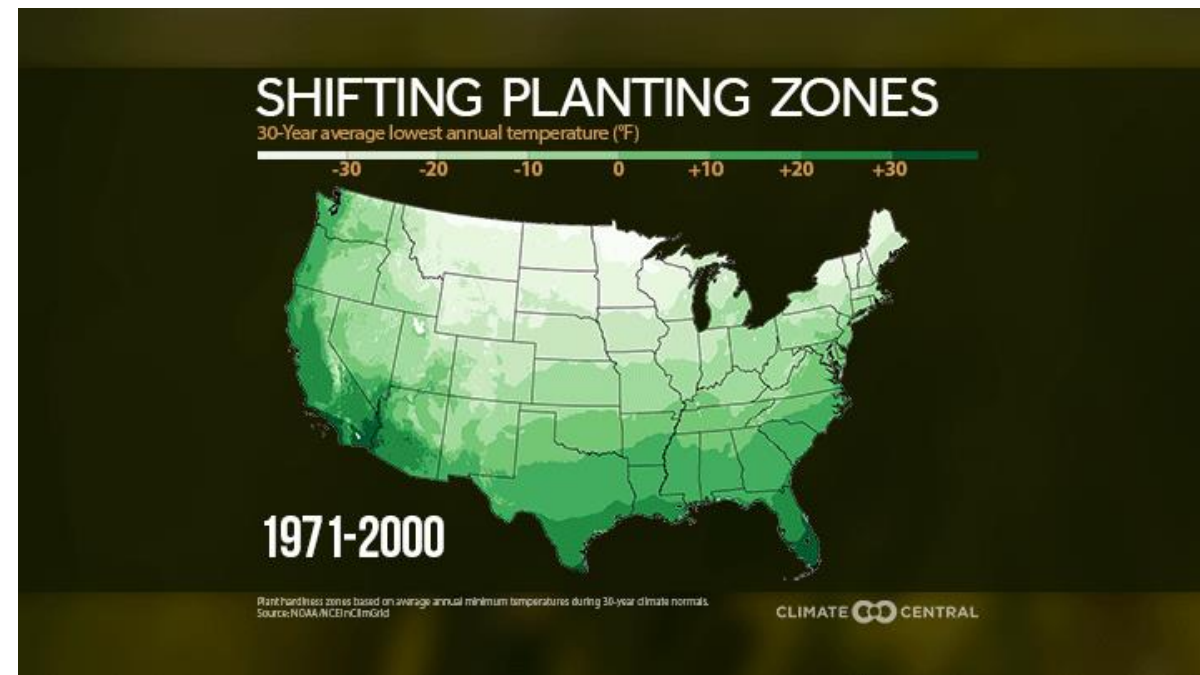 SHIFTING PLANTING ZONES
30-Year average lowest annual temperature (°F)
-30 -20 -10 0 +10 +20 +30
1971-2000
Plant hardiness zones based on average annual minimum temperatures during 30-year climate normals.
Source: NOAA/NCEI nClimGrid
CLIMATE CENTRAL